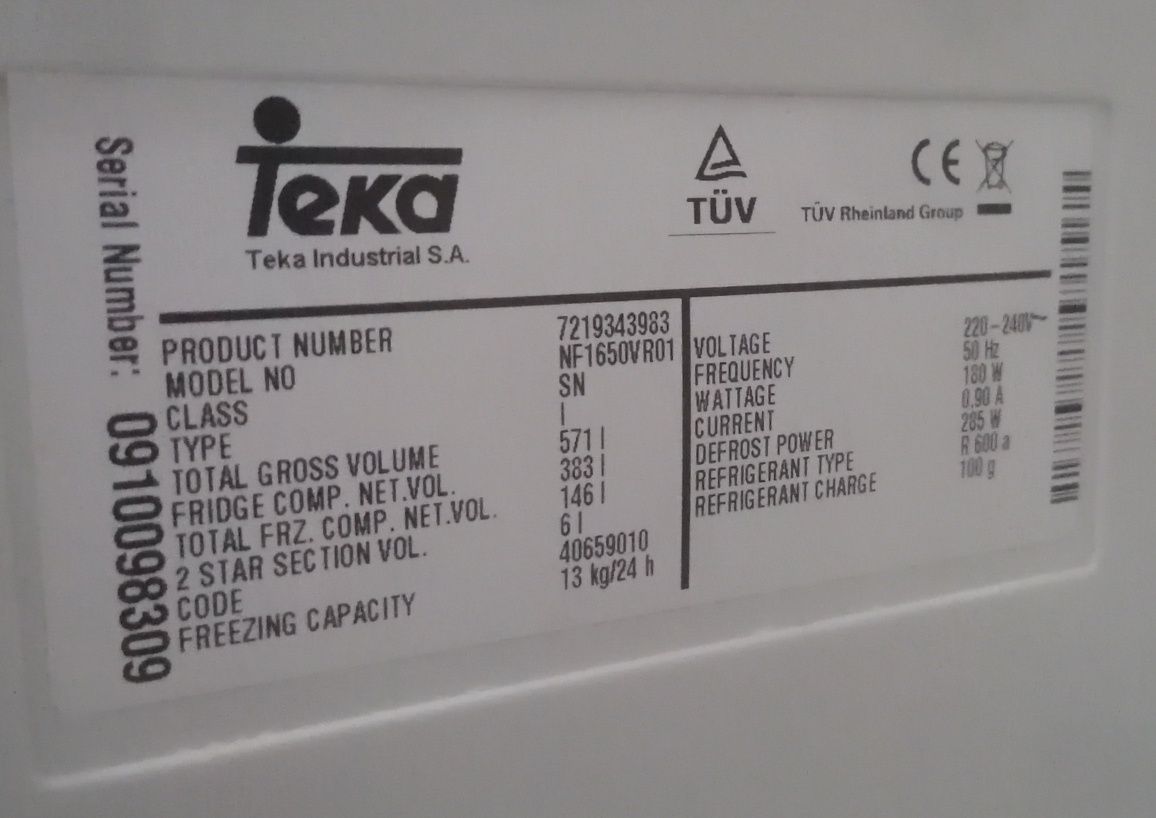 Teka
Teka Industrial S.A.
TÜV
TÜV Rheinland Group
CE
Serial Number: 0910098309
PRODUCT NUMBER 7219343983
MODEL NO NF1650VR01
CLASS SN
TYPE I
TOTAL GROSS VOLUME 571 l
FRIDGE COMP. NET.VOL. 383 l
TOTAL FRZ. COMP. NET.VOL. 146 l
2 STAR SECTION VOL. 6 l
CODE 40659010
FREEZING CAPACITY 13 kg/24 h
VOLTAGE 220-240V~
FREQUENCY 50 Hz
WATTAGE 180 W
CURRENT 0,90 A
DEFROST POWER 285 W
REFRIGERANT TYPE R 600 a
REFRIGERANT CHARGE 100 g